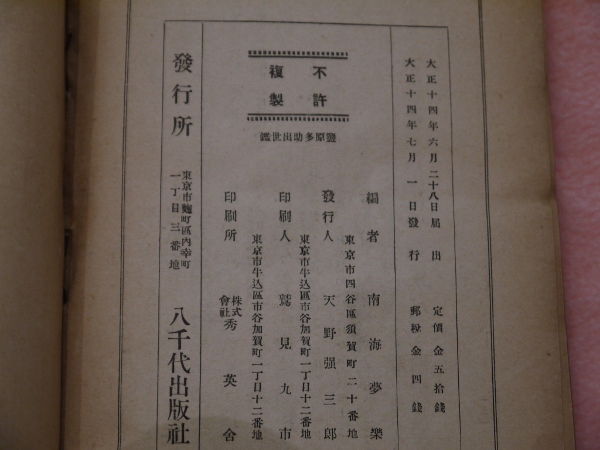 大正十四年六月二十八日届出
大正十四年七月一日發行
定價金五拾錢
郵税金四錢
不許
複製
鹽原多助出世鑑
編者 南海夢樂
東京市四谷區須賀町二十番地
發行人 天野强三郎
東京市牛込區市谷加賀町一丁目十二番地
印刷人 鷲見九市
東京市牛込區市谷加賀町一丁目十二番地
印刷所 株式會社 秀英舍
發行所
東京市麴町區内幸町
一丁目三番地
八千代出版社